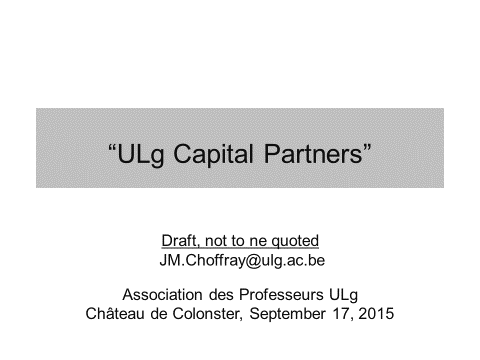 “ULg Capital Partners”
Draft, not to ne quoted
JM.Choffray@ulg.ac.be
Association des Professeurs ULg
Château de Colonster, September 17, 2015